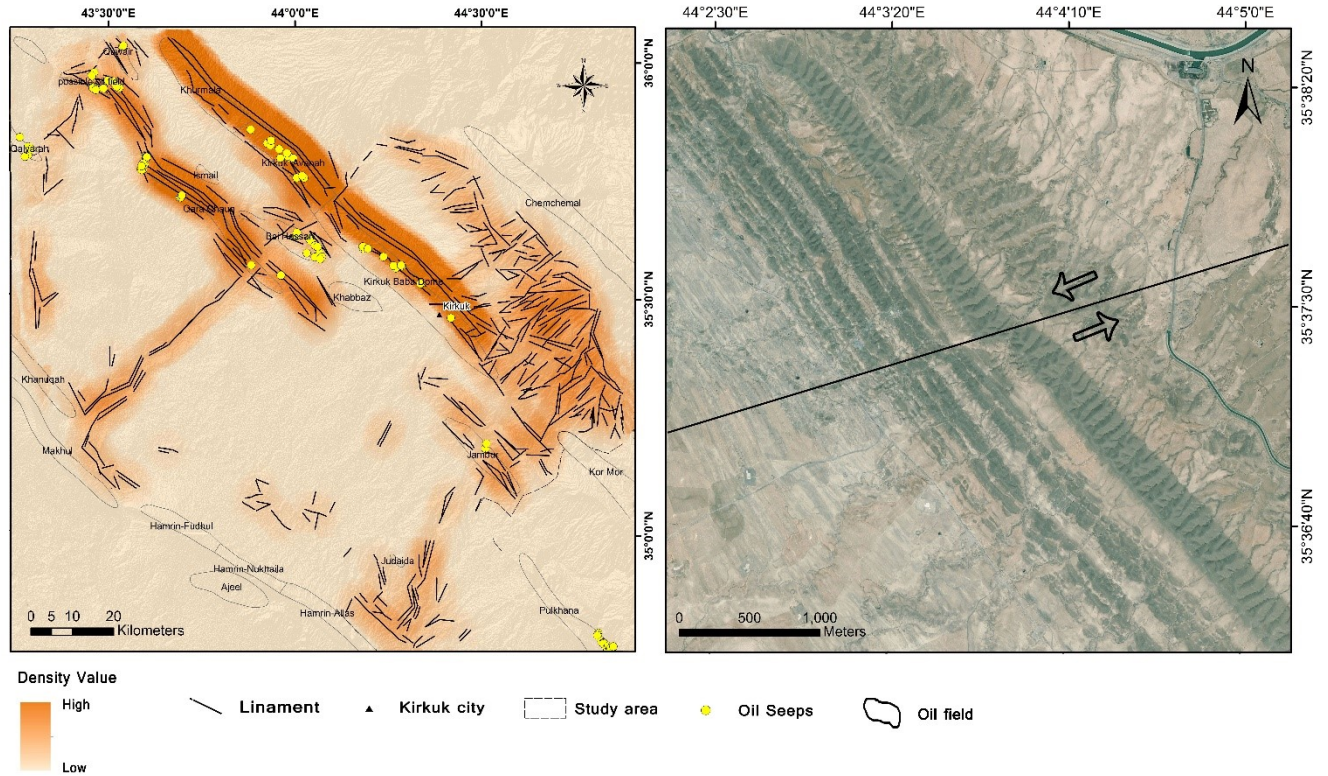 43°30'0"E
44°0'0"E
44°30'0"E
44°2'30"E
44°3'20"E
44°4'10"E
44°5'0"E
Quwair
possible oil field
Khurmala
Qaiyarah
Kirkuk-Avanah
Ismail
Qara Chauq
Chemchemal
Bai Hassan
Khabbaz
Kirkuk Baba Dome
Kirkuk
Khanuqah
Makhul
Jambur
Kor Mor
Hamrin-Fudhul
Hamrin-Nukhaila
Ajeel
Judaida
Hamrin-Allas
Pulkhana
36°0'0"N
35°30'0"N
35°0'0"N
0 5 10 20
Kilometers
N
35°38'20"N
35°37'30"N
35°36'40"N
0 500 1,000
Meters
Density Value
High
Low
Linament
Kirkuk city
Study area
Oil Seeps
Oil field